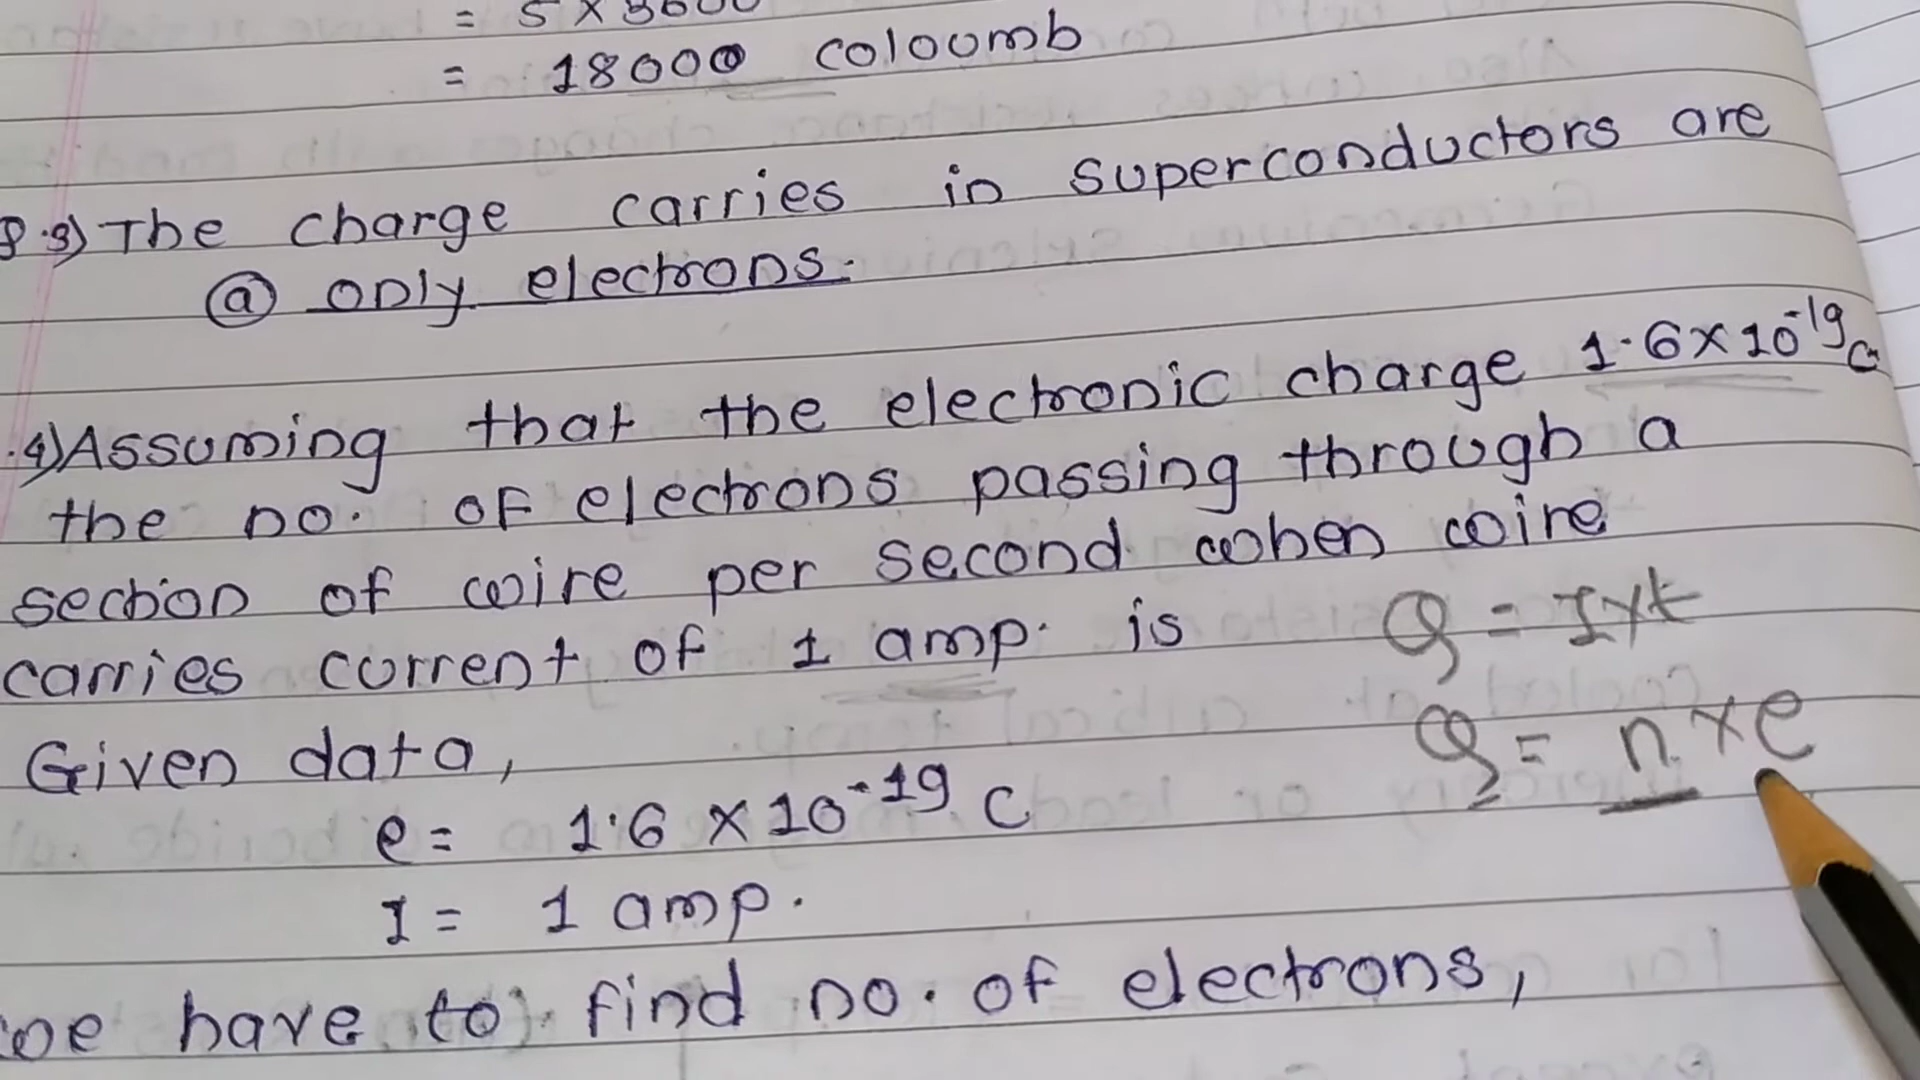 = 5 × 3600
= 18000 coloumb
Q.3) The charge carries in superconductors are
(a) only electrons.
.4) Assuming that the electronic charge 1.6×10⁻¹⁹ C
the no. of electrons passing through a
section of wire per second when wire
carries current of 1 amp. is
Q = I×t
Given data,
Q = n×e
e = 1.6 × 10⁻¹⁹ C
I = 1 amp.
we have to find no. of electrons,